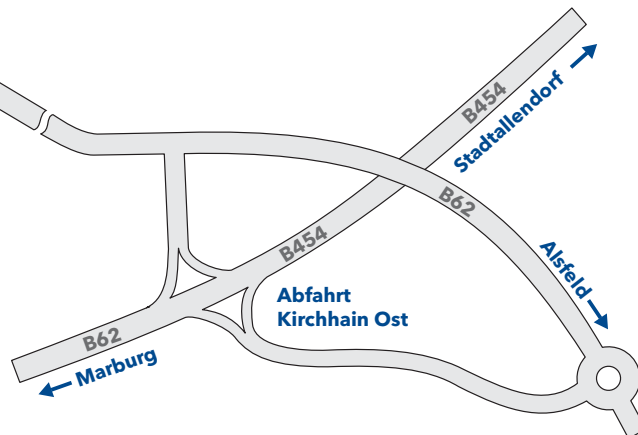 B454
Stadtallendorf
B62
B454
Alsfeld
Abfahrt
Kirchhain Ost
B62
Marburg